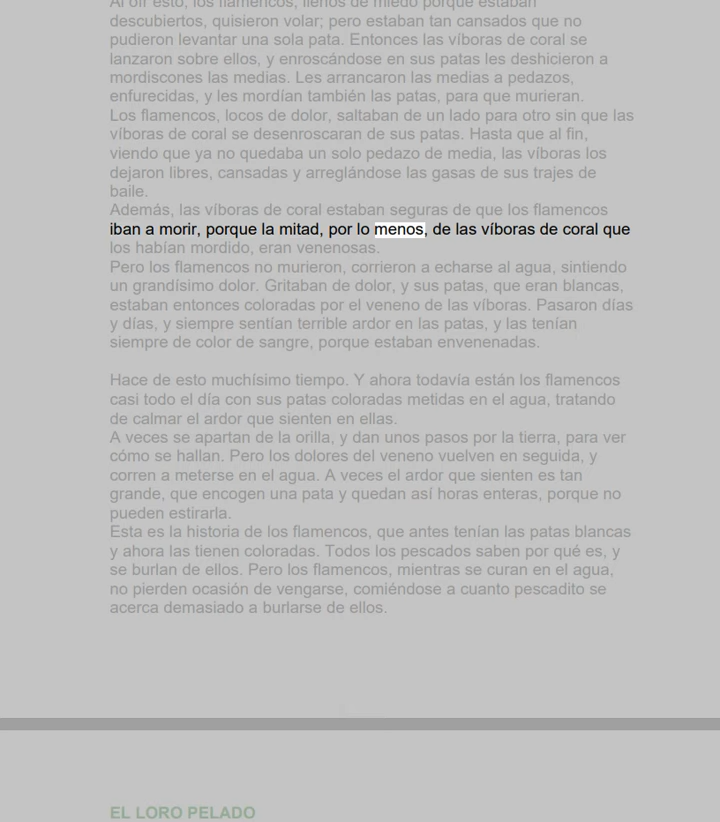 Al oír esto, los flamencos, llenos de miedo porque estaban
descubiertos, quisieron volar; pero estaban tan cansados que no
pudieron levantar una sola pata. Entonces las víboras de coral se
lanzaron sobre ellos, y enroscándose en sus patas les deshicieron a
mordiscones las medias. Les arrancaron las medias a pedazos,
enfurecidas, y les mordían también las patas, para que murieran.
Los flamencos, locos de dolor, saltaban de un lado para otro sin que las
víboras de coral se desenroscaran de sus patas. Hasta que al fin,
viendo que ya no quedaba un solo pedazo de media, las víboras los
dejaron libres, cansadas y arreglándose las gasas de sus trajes de
baile.
Además, las víboras de coral estaban seguras de que los flamencos
iban a morir, porque la mitad, por lo menos, de las víboras de coral que
los habían mordido, eran venenosas.
Pero los flamencos no murieron, corrieron a echarse al agua, sintiendo
un grandísimo dolor. Gritaban de dolor, y sus patas, que eran blancas,
estaban entonces coloradas por el veneno de las víboras. Pasaron días
y días, y siempre sentían terrible ardor en las patas, y las tenían
siempre de color de sangre, porque estaban envenenadas.
Hace de esto muchísimo tiempo. Y ahora todavía están los flamencos
casi todo el día con sus patas coloradas metidas en el agua, tratando
de calmar el ardor que sienten en ellas.
A veces se apartan de la orilla, y dan unos pasos por la tierra, para ver
cómo se hallan. Pero los dolores del veneno vuelven en seguida, y
corren a meterse en el agua. A veces el ardor que sienten es tan
grande, que encogen una pata y quedan así horas enteras, porque no
pueden estirarla.
Esta es la historia de los flamencos, que antes tenían las patas blancas
y ahora las tienen coloradas. Todos los pescados saben por qué es, y
se burlan de ellos. Pero los flamencos, mientras se curan en el agua,
no pierden ocasión de vengarse, comiéndose a cuanto pescadito se
acerca demasiado a burlarse de ellos.
EL LORO PELADO